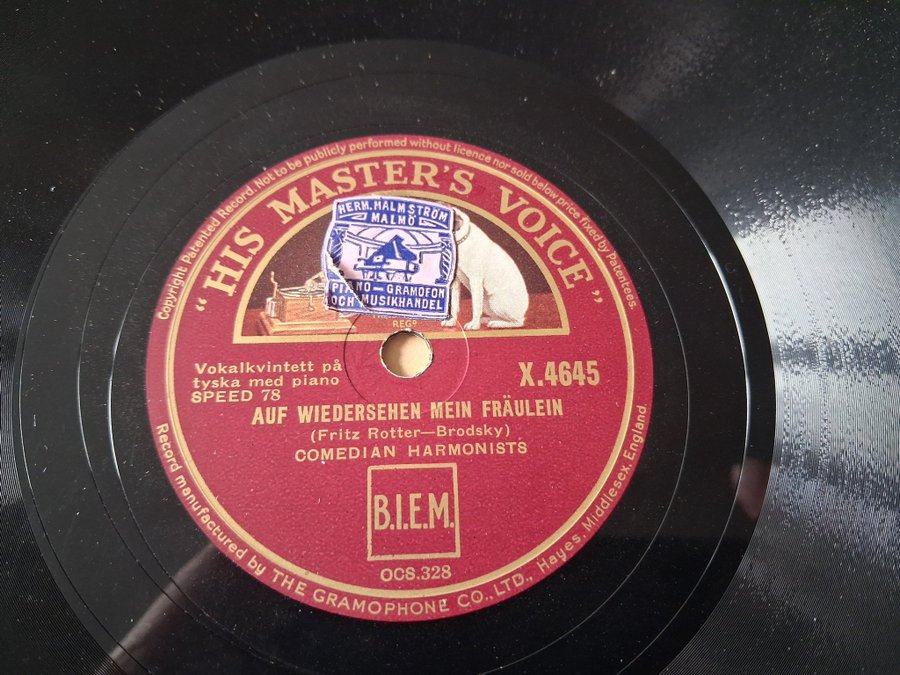 Copyright Patented Record. Not to be publicly performed without licence nor sold below price fixed by Patentees.
"HIS MASTER'S VOICE"
HERM. MALMSTRÖM
MALMÖ
PIANO-GRAMOFON
OCH MUSIKHANDEL
REGD
Vokalkvintett på
tyska med piano
SPEED 78
X.4645
AUF WIEDERSEHEN MEIN FRÄULEIN
(Fritz Rotter—Brodsky)
COMEDIAN HARMONISTS
B.I.E.M.
OCS.328
Record manufactured by THE GRAMOPHONE CO., LTD., Hayes, Middlesex, England.